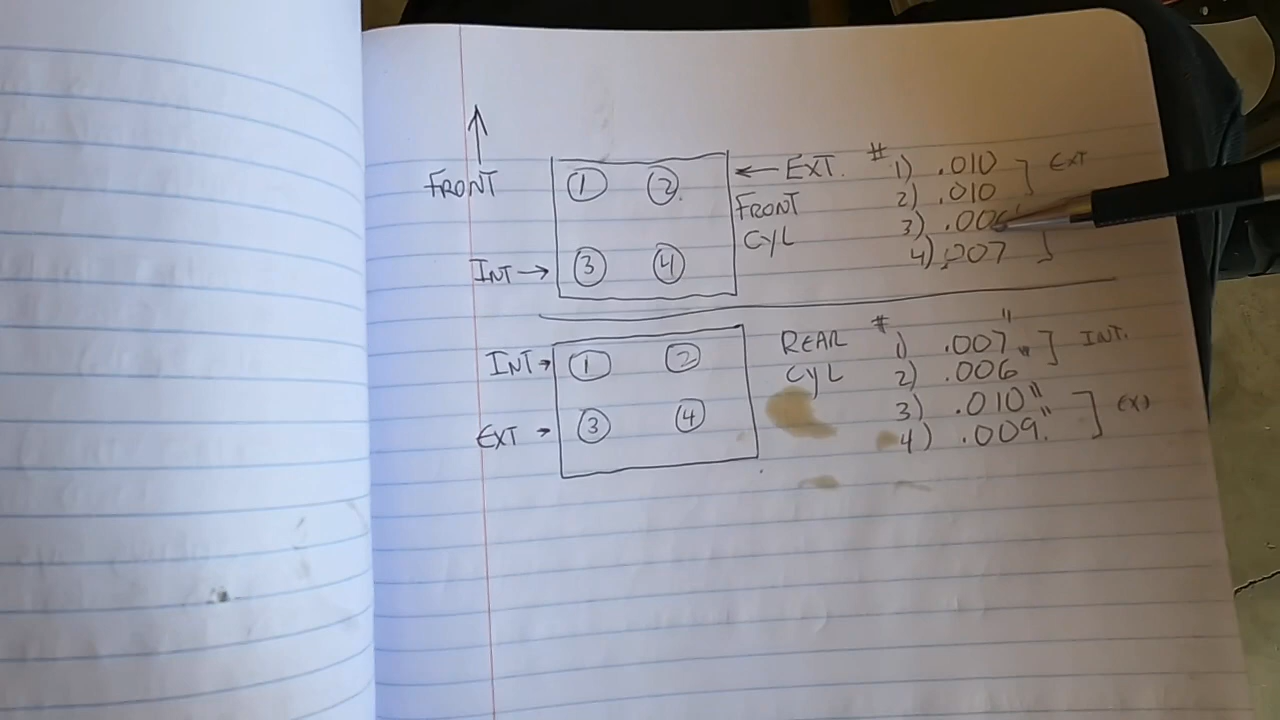 FRONT
① ②
← EXT.
FRONT
CYL
INT → ③ ④
# 1) .010
2) .010 ] EXT
3) .006"
4) .007 ]
INT → ① ②
EXT → ③ ④
REAR
CYL
# 1) .007"
2) .006" ] INT.
3) .010"
4) .009." ]